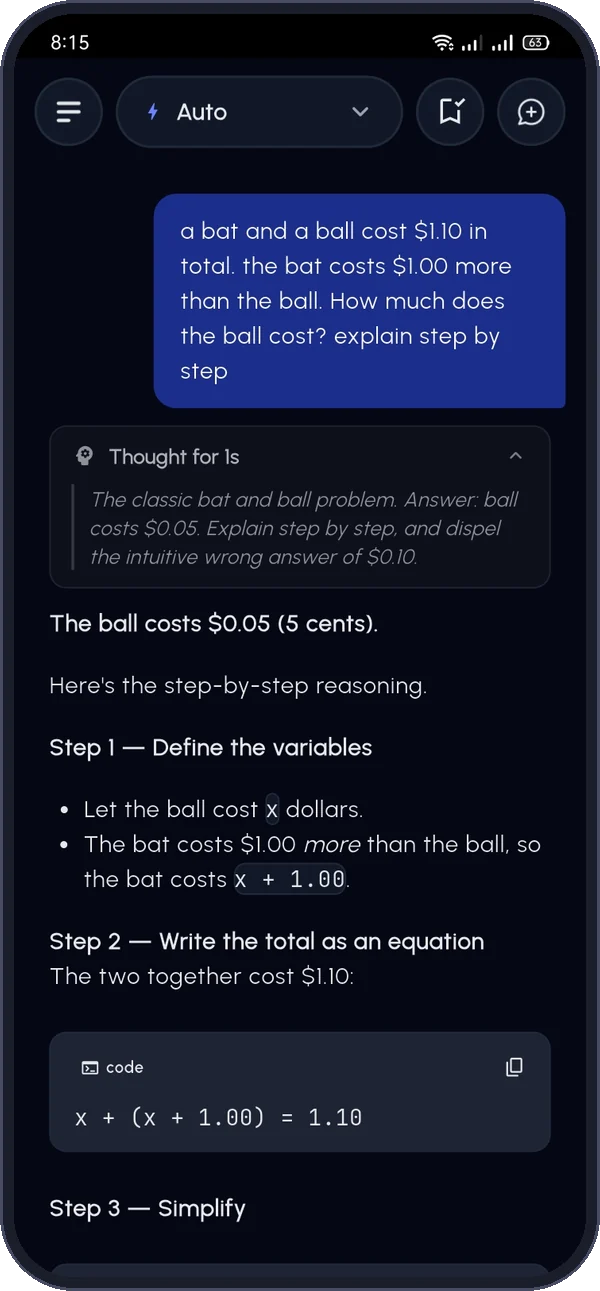 8:15
63
Auto
a bat and a ball cost $1.10 in
total. the bat costs $1.00 more
than the ball. How much does
the ball cost? explain step by
step
Thought for 1s
The classic bat and ball problem. Answer: ball
costs $0.05. Explain step by step, and dispel
the intuitive wrong answer of $0.10.
The ball costs $0.05 (5 cents).
Here's the step-by-step reasoning.
Step 1 — Define the variables
• Let the ball cost x dollars.
• The bat costs $1.00 more than the ball, so
the bat costs x + 1.00.
Step 2 — Write the total as an equation
The two together cost $1.10:
code
x + (x + 1.00) = 1.10
Step 3 — Simplify